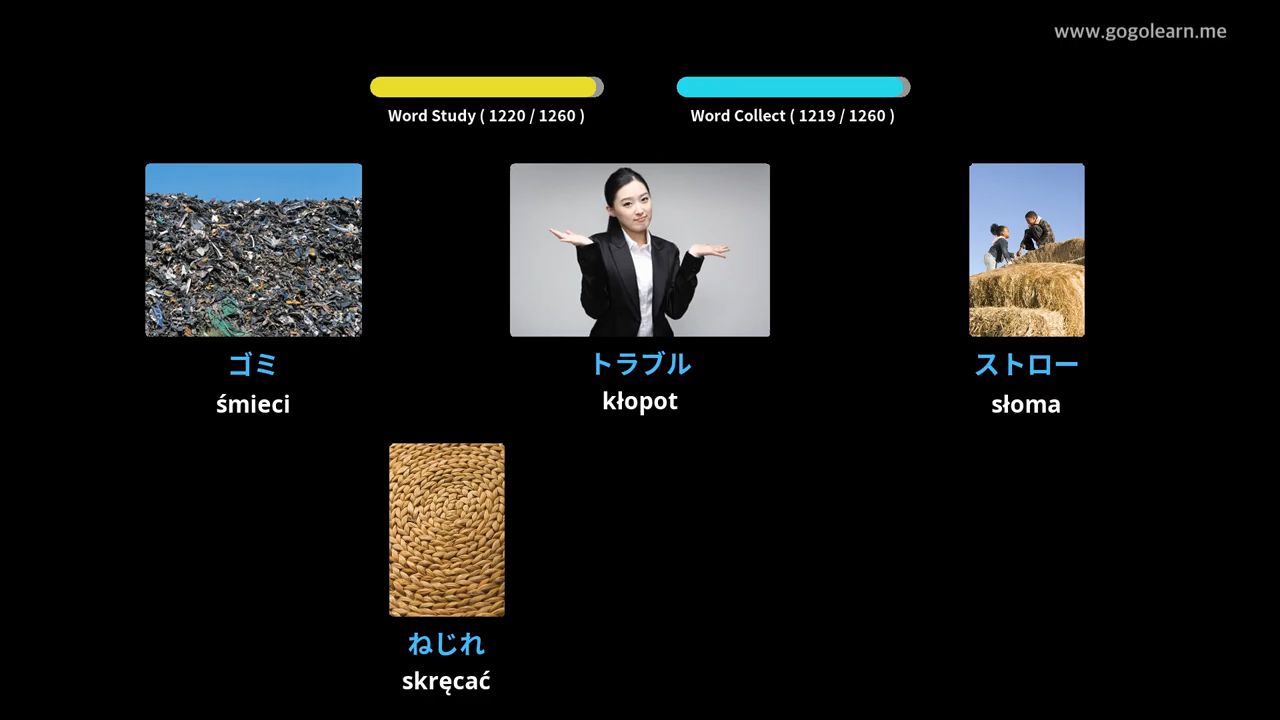 www.gogolearn.me
Word Study ( 1220 / 1260 )
Word Collect ( 1219 / 1260 )
ゴミ
śmieci
トラブル
kłopot
ストロー
słoma
ねじれ
skręcać